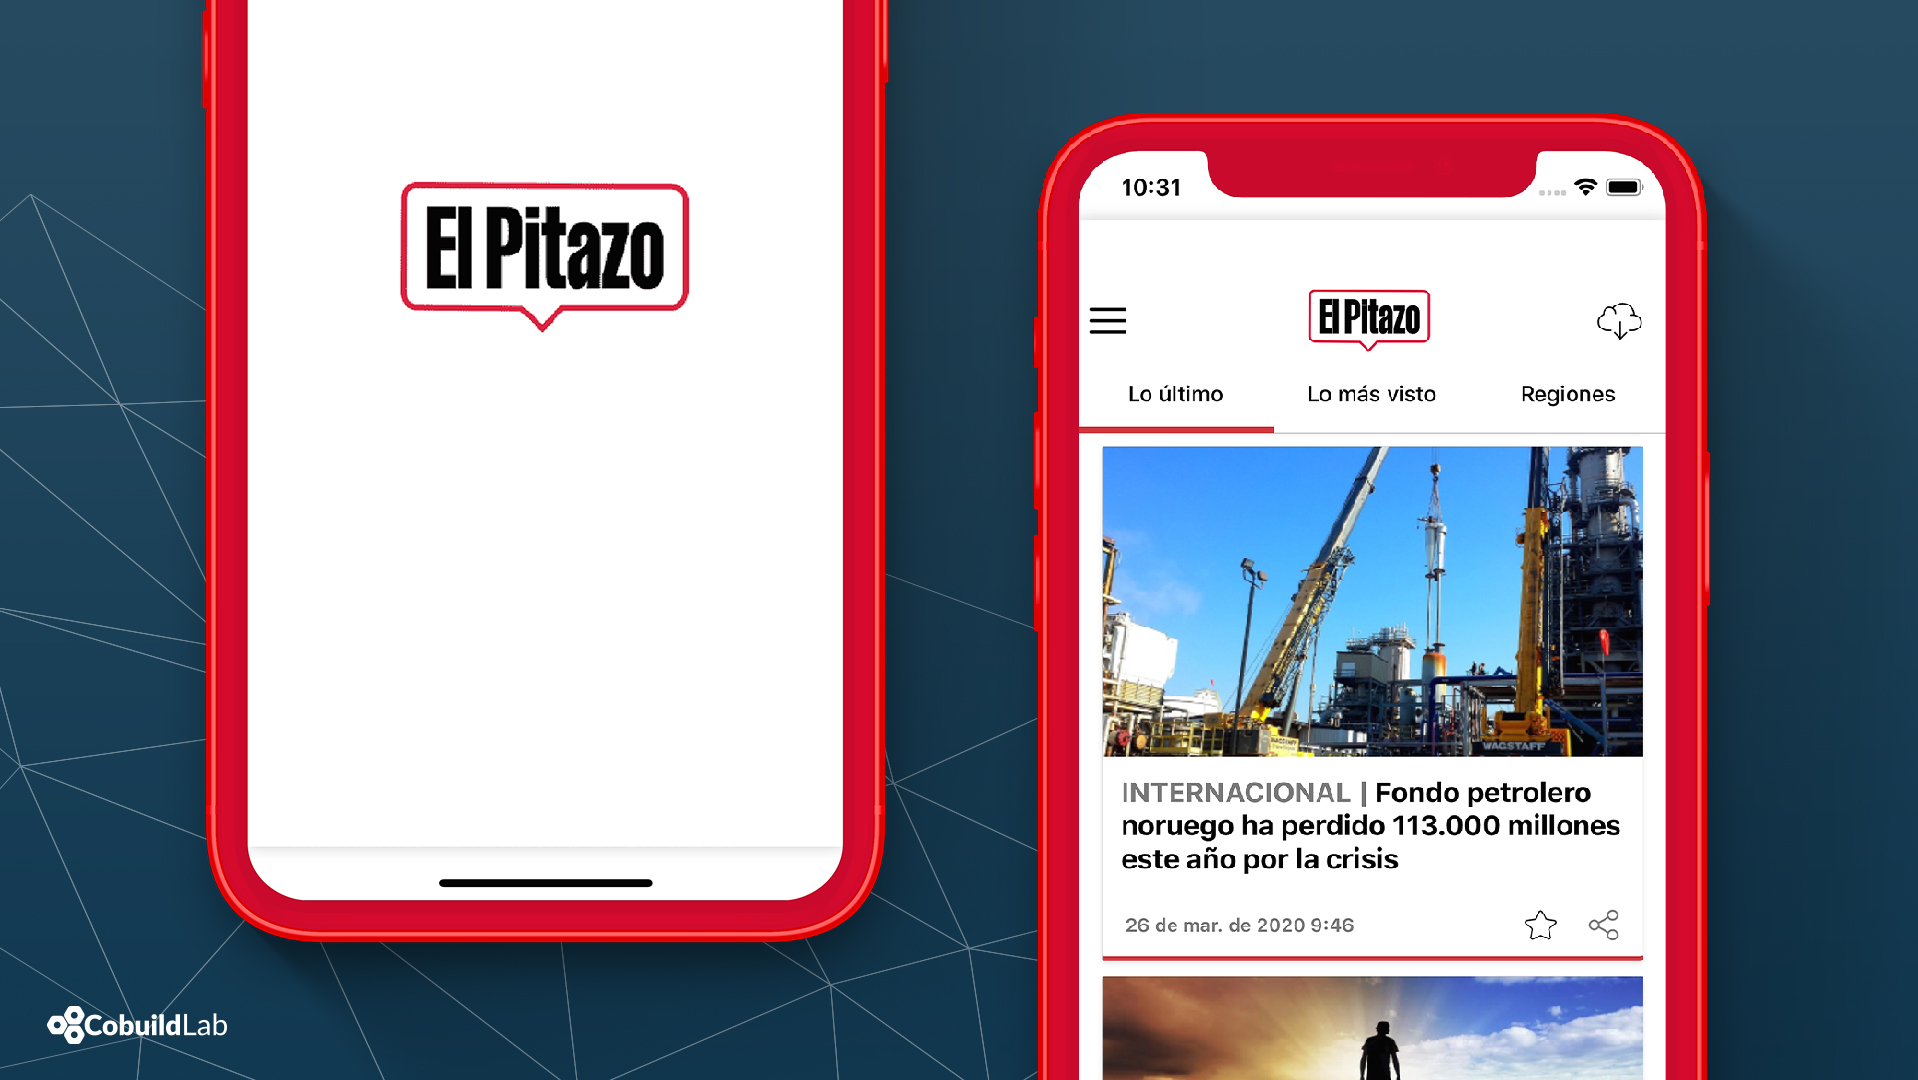 El Pitazo
10:31
El Pitazo
Lo último
Lo más visto
Regiones
WAGSTAFF
INTERNACIONAL | Fondo petrolero
noruego ha perdido 113.000 millones
este año por la crisis
26 de mar. de 2020 9:46
CobuildLab